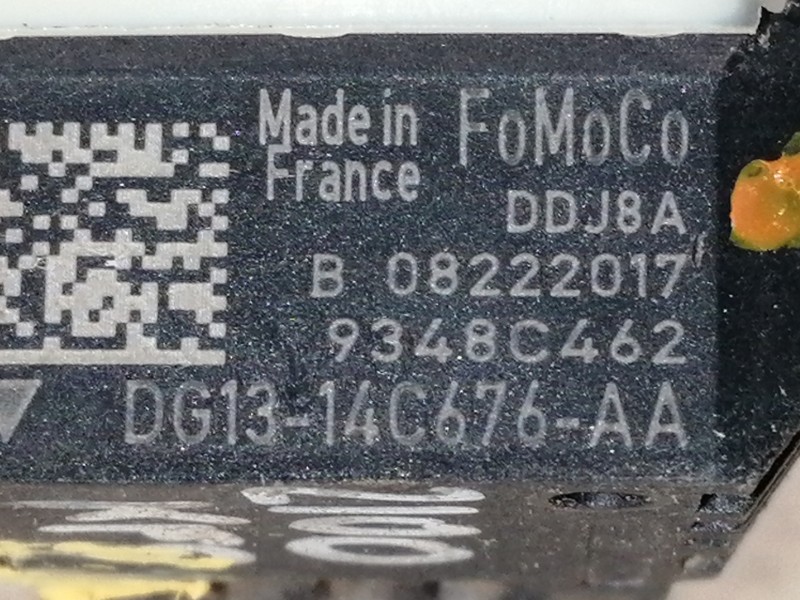 Made in
France
FoMoCo
DDJ8A
B 08222017
9348C462
DG13-14C676-AA